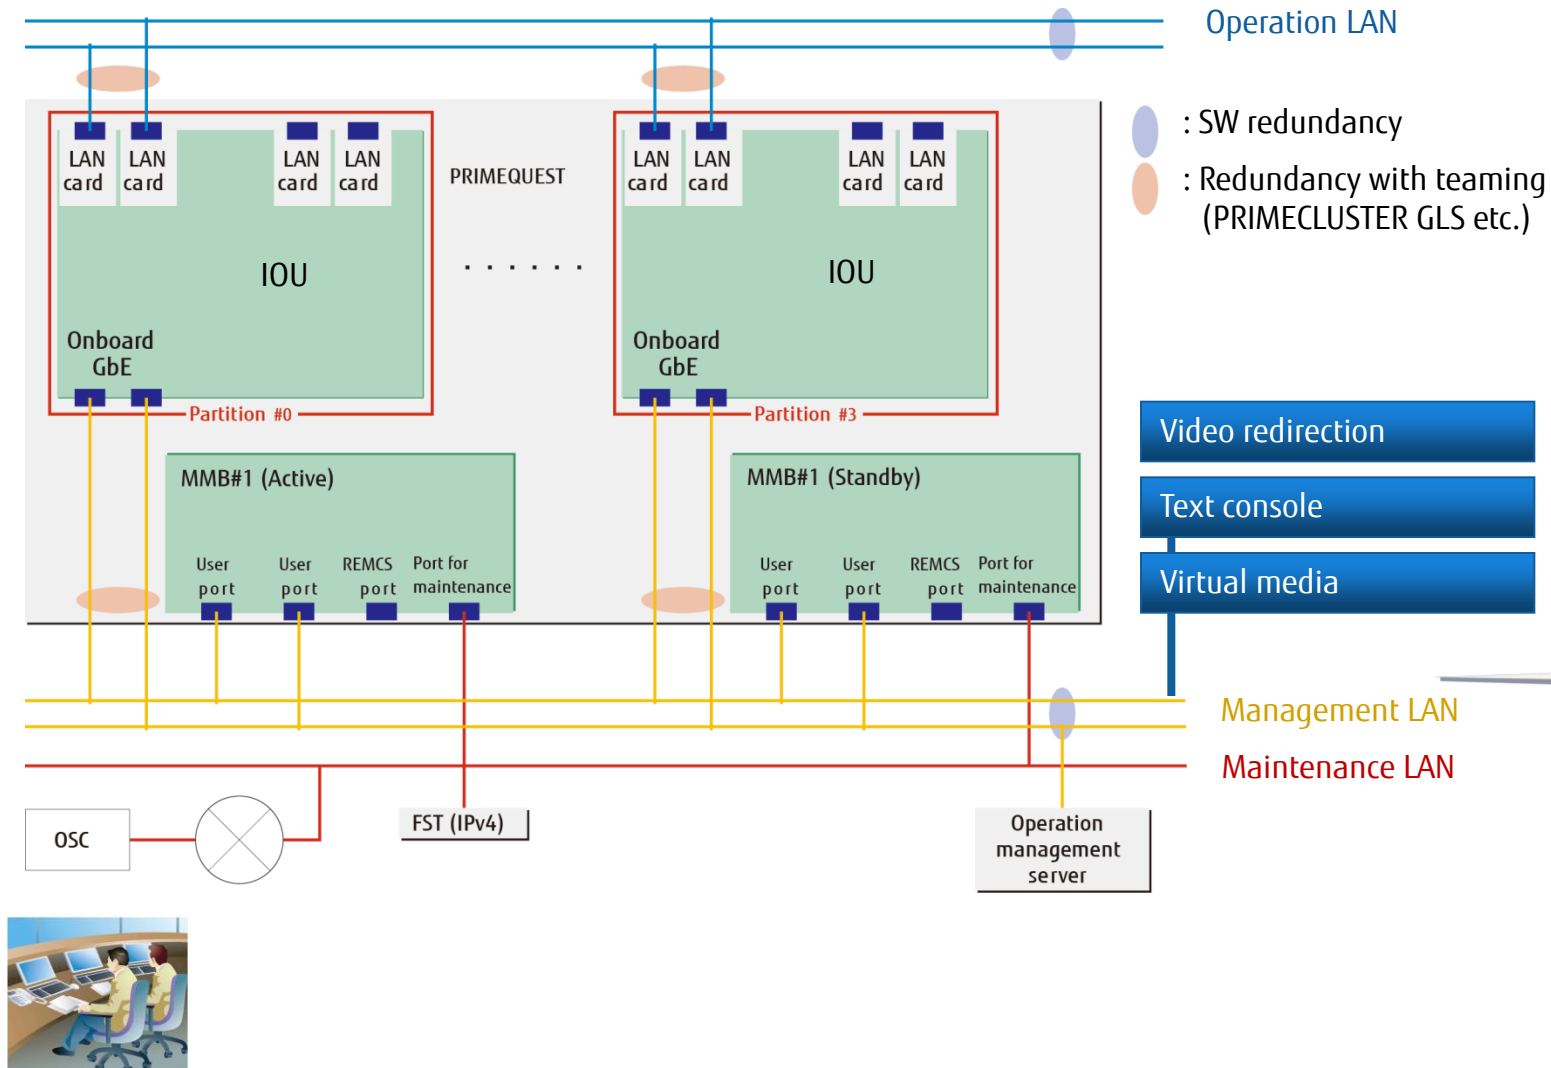 Operation LAN
: SW redundancy
: Redundancy with teaming
(PRIMECLUSTER GLS etc.)
LAN
card
LAN
card
LAN
card
LAN
card
PRIMEQUEST
LAN
card
LAN
card
LAN
card
LAN
card
IOU
. . . . . .
IOU
Onboard
GbE
Onboard
GbE
Partition #0
Partition #3
MMB#1 (Active)
User
port
User
port
REMCS
port
Port for
maintenance
MMB#1 (Standby)
User
port
User
port
REMCS
port
Port for
maintenance
Video redirection
Text console
Virtual media
Management LAN
Maintenance LAN
OSC
FST (IPv4)
Operation
management
server